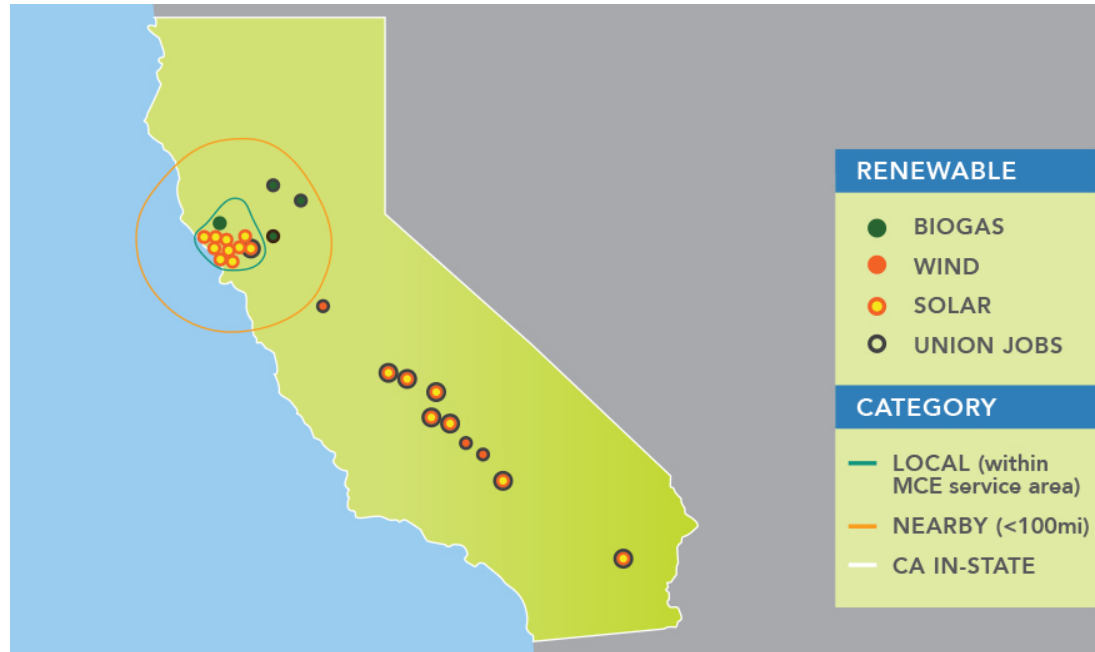 RENEWABLE
BIOGAS
WIND
SOLAR
UNION JOBS
CATEGORY
LOCAL (within
MCE service area)
NEARBY (<100mi)
CA IN-STATE